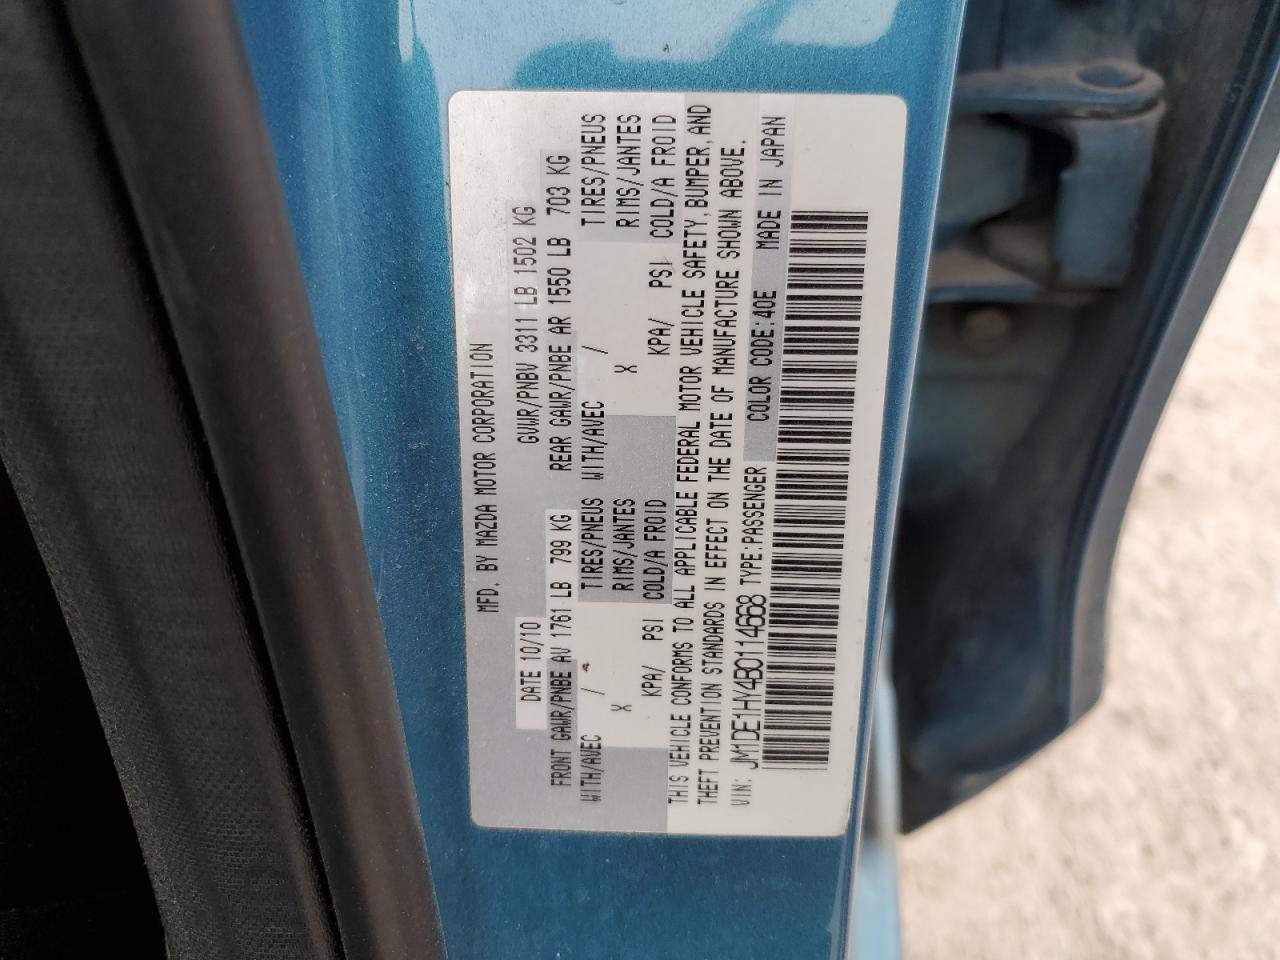 MFD. BY MAZDA MOTOR CORPORATION
DATE 10/10 GVWR/PNBV 3311 LB 1502 KG
FRONT GAWR/PNBE AV 1761 LB 799 KG REAR GAWR/PNBE AR 1550 LB 703 KG
WITH/AVEC / TIRES/PNEUS WITH/AVEC / TIRES/PNEUS
X RIMS/JANTES X RIMS/JANTES
KPA/ PSI COLD/A FROID KPA/ PSI COLD/A FROID
THIS VEHICLE CONFORMS TO ALL APPLICABLE FEDERAL MOTOR VEHICLE SAFETY, BUMPER, AND
THEFT PREVENTION STANDARDS IN EFFECT ON THE DATE OF MANUFACTURE SHOWN ABOVE.
VIN: JM1DE1HY4B0114668 TYPE:PASSENGER COLOR CODE:40E MADE IN JAPAN